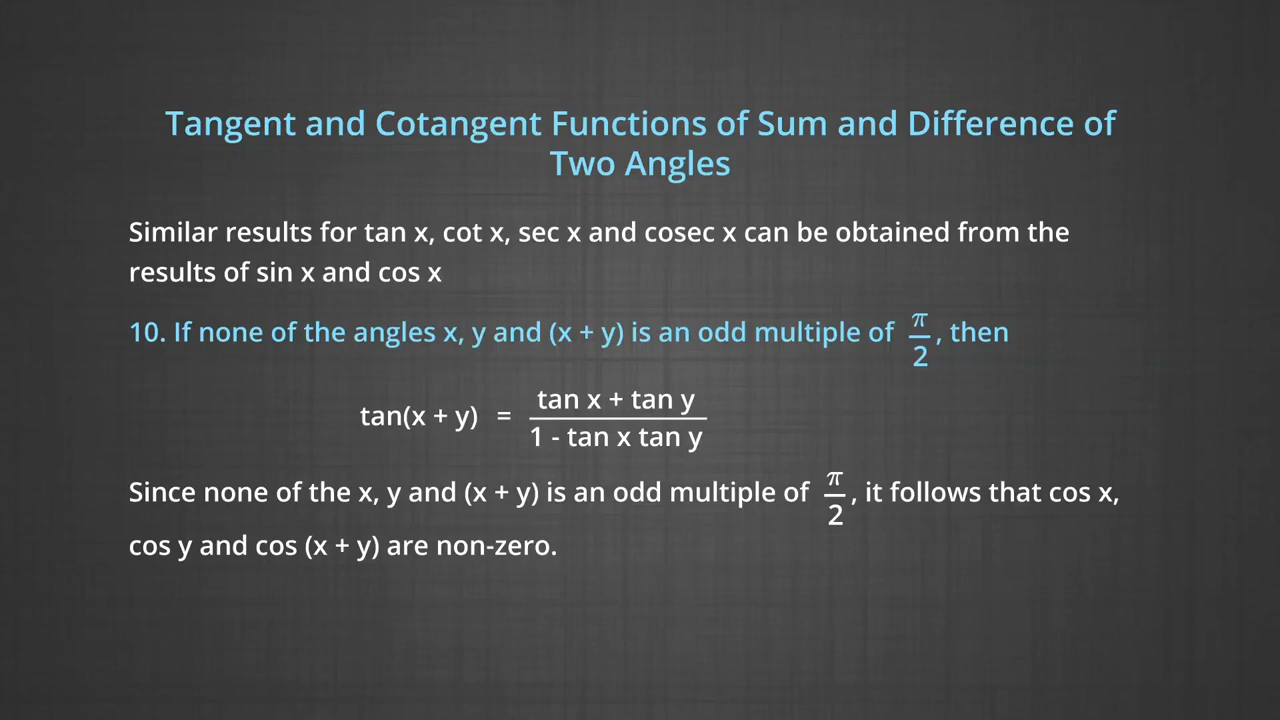 Tangent and Cotangent Functions of Sum and Difference of
Two Angles
Similar results for tan x, cot x, sec x and cosec x can be obtained from the
results of sin x and cos x
10. If none of the angles x, y and (x + y) is an odd multiple of π/2, then
tan(x + y) = (tan x + tan y)/(1 - tan x tan y)
Since none of the x, y and (x + y) is an odd multiple of π/2, it follows that cos x,
cos y and cos (x + y) are non-zero.